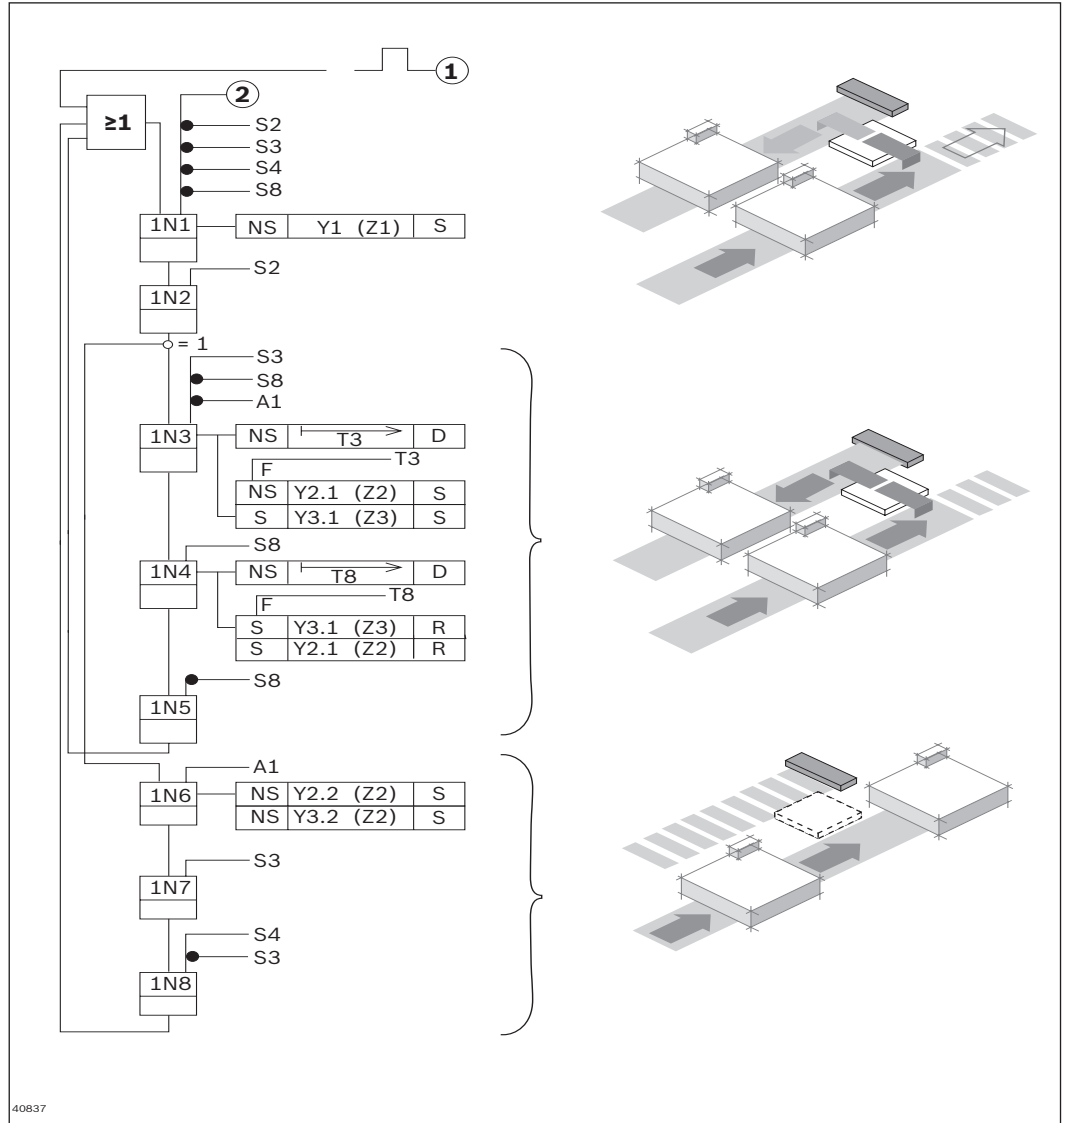 1
2
≥1
S2
S3
S4
S8
1N1 NS Y1 (Z1) S
S2
1N2
= 1
S3
S8
A1
1N3 NS T3 D
T3
F
NS Y2.1 (Z2) S
S Y3.1 (Z3) S
S8
1N4 NS T8 D
T8
F
S Y3.1 (Z3) R
S Y2.1 (Z2) R
S8
1N5
A1
1N6 NS Y2.2 (Z2) S
NS Y3.2 (Z2) S
S3
1N7
S4
S3
1N8
40837